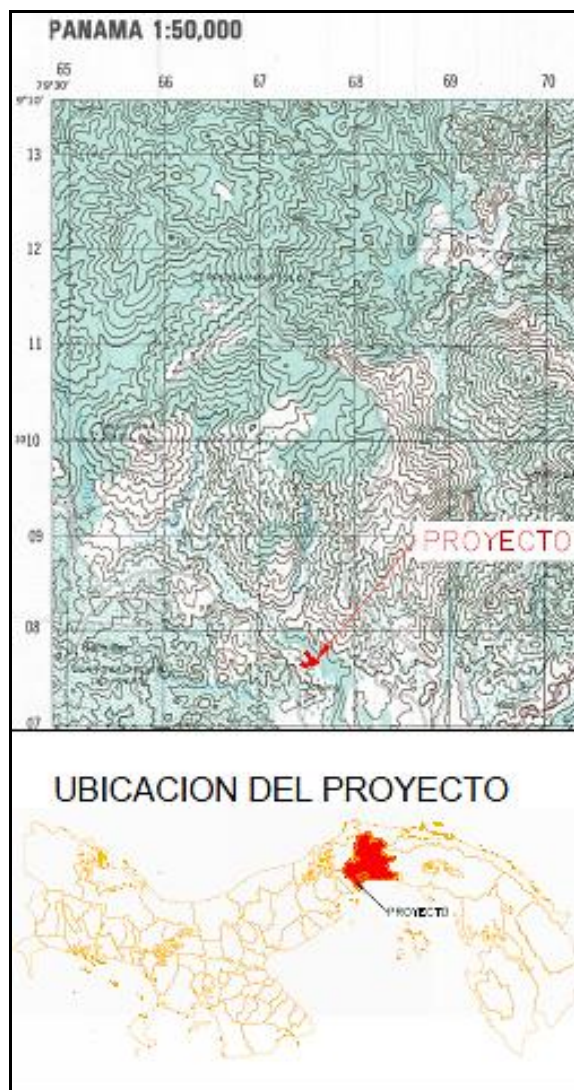 PANAMA 1:50,000
65 66 67 68 69 70
79°30'
9°10'
13
12
11
10
09
PROYECTO
08
07
UBICACION DEL PROYECTO
PROYECTO